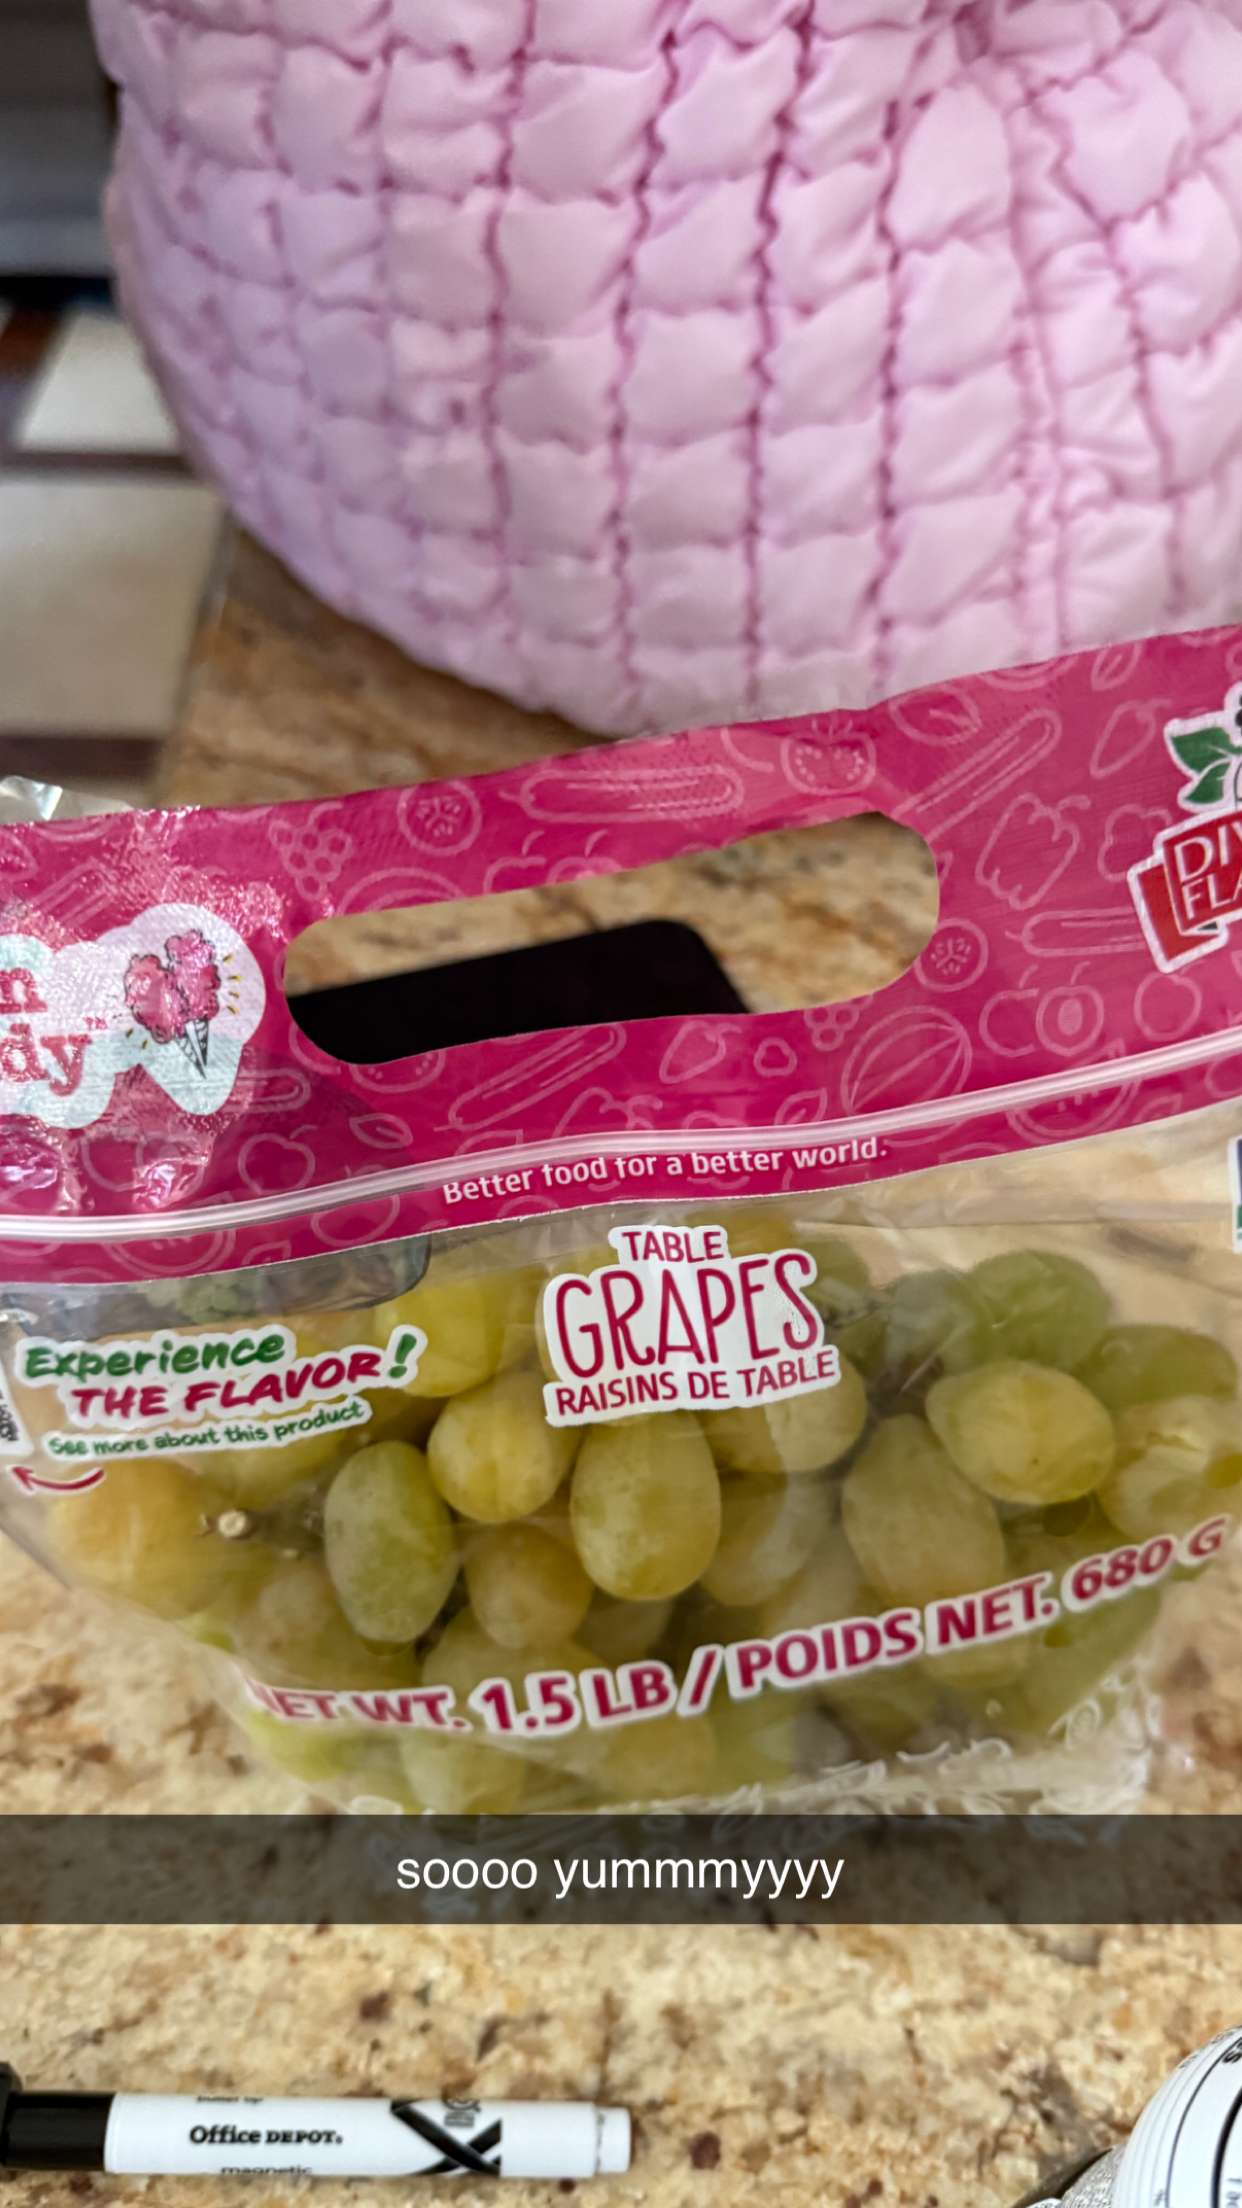 Better food for a better world.
TABLE
GRAPES
RAISINS DE TABLE
Experience
THE FLAVOR!
See more about this product
NET WT. 1.5 LB / POIDS NET. 680 G
soooo yummmyyyy
Office DEPOT.
magnetic